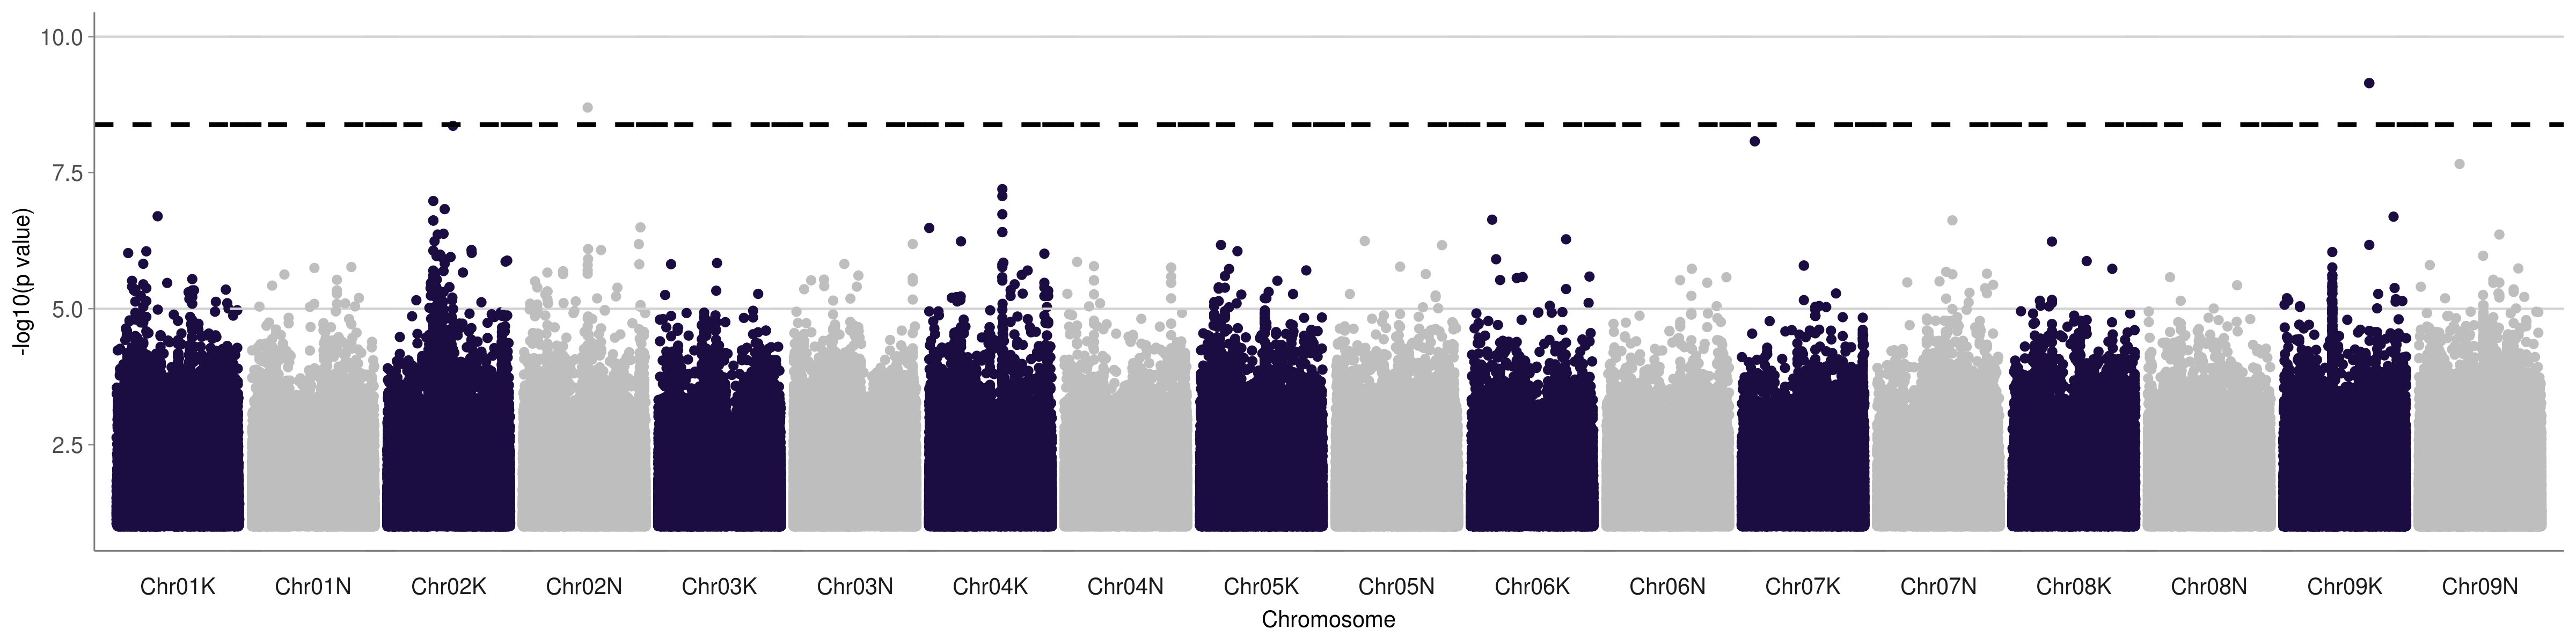 -log10(p value)
10.0
7.5
5.0
2.5
Chr01K Chr01N Chr02K Chr02N Chr03K Chr03N Chr04K Chr04N Chr05K Chr05N Chr06K Chr06N Chr07K Chr07N Chr08K Chr08N Chr09K Chr09N
Chromosome